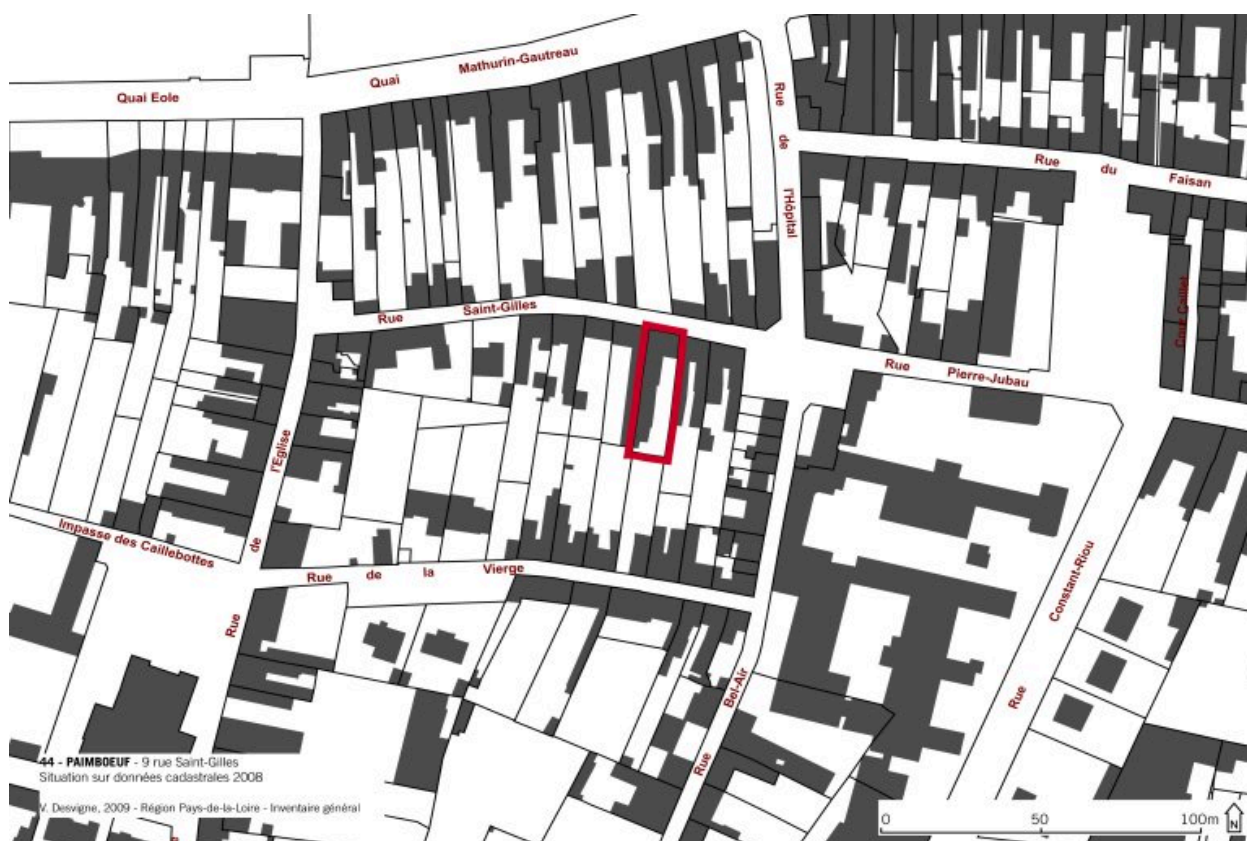 Quai Eole
Quai Mathurin-Gautreau
Rue de l'Hôpital
Rue du Faisan
Rue Saint-Gilles
Cour Caillet
Rue Pierre-Jubau
Rue de l'Eglise
Impasse des Caillebottes
Rue de la Vierge
Rue Constant-Riou
Rue Bel-Air
44 - PAIMBOEUF - 9 rue Saint-Gilles
Situation sur données cadastrales 2008
V. Desvigne, 2009 - Région Pays-de-la-Loire - Inventaire général
0 50 100m
N